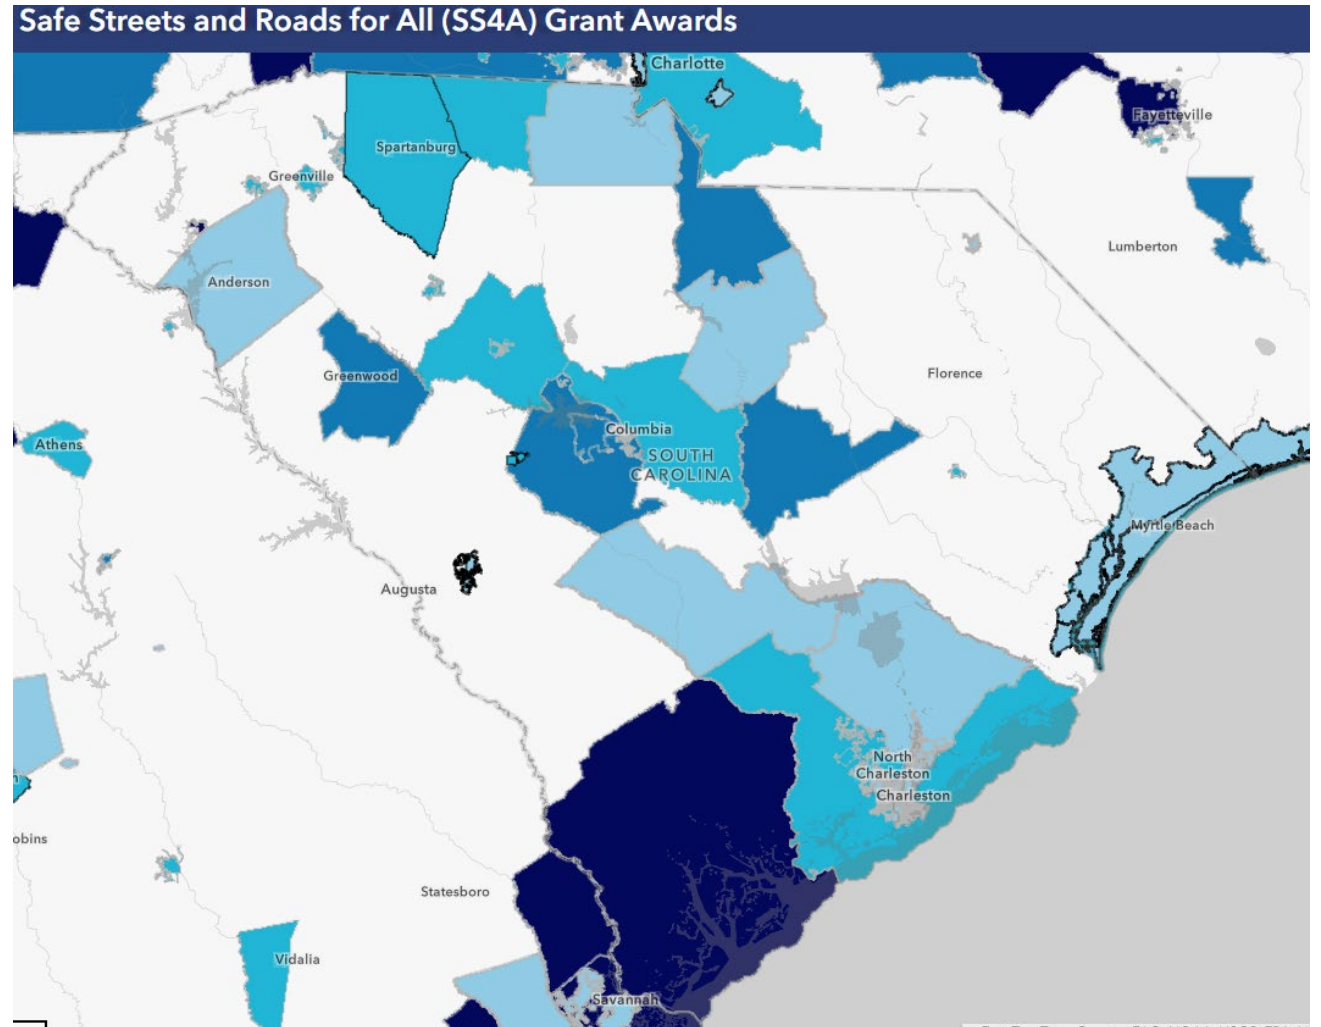 Safe Streets and Roads for All (SS4A) Grant Awards
Charlotte
Fayetteville
Spartanburg
Greenville
Lumberton
Anderson
Greenwood
Florence
Athens
Columbia
SOUTH
CAROLINA
Myrtle Beach
Augusta
North
Charleston
Charleston
obins
Statesboro
Vidalia
Savannah